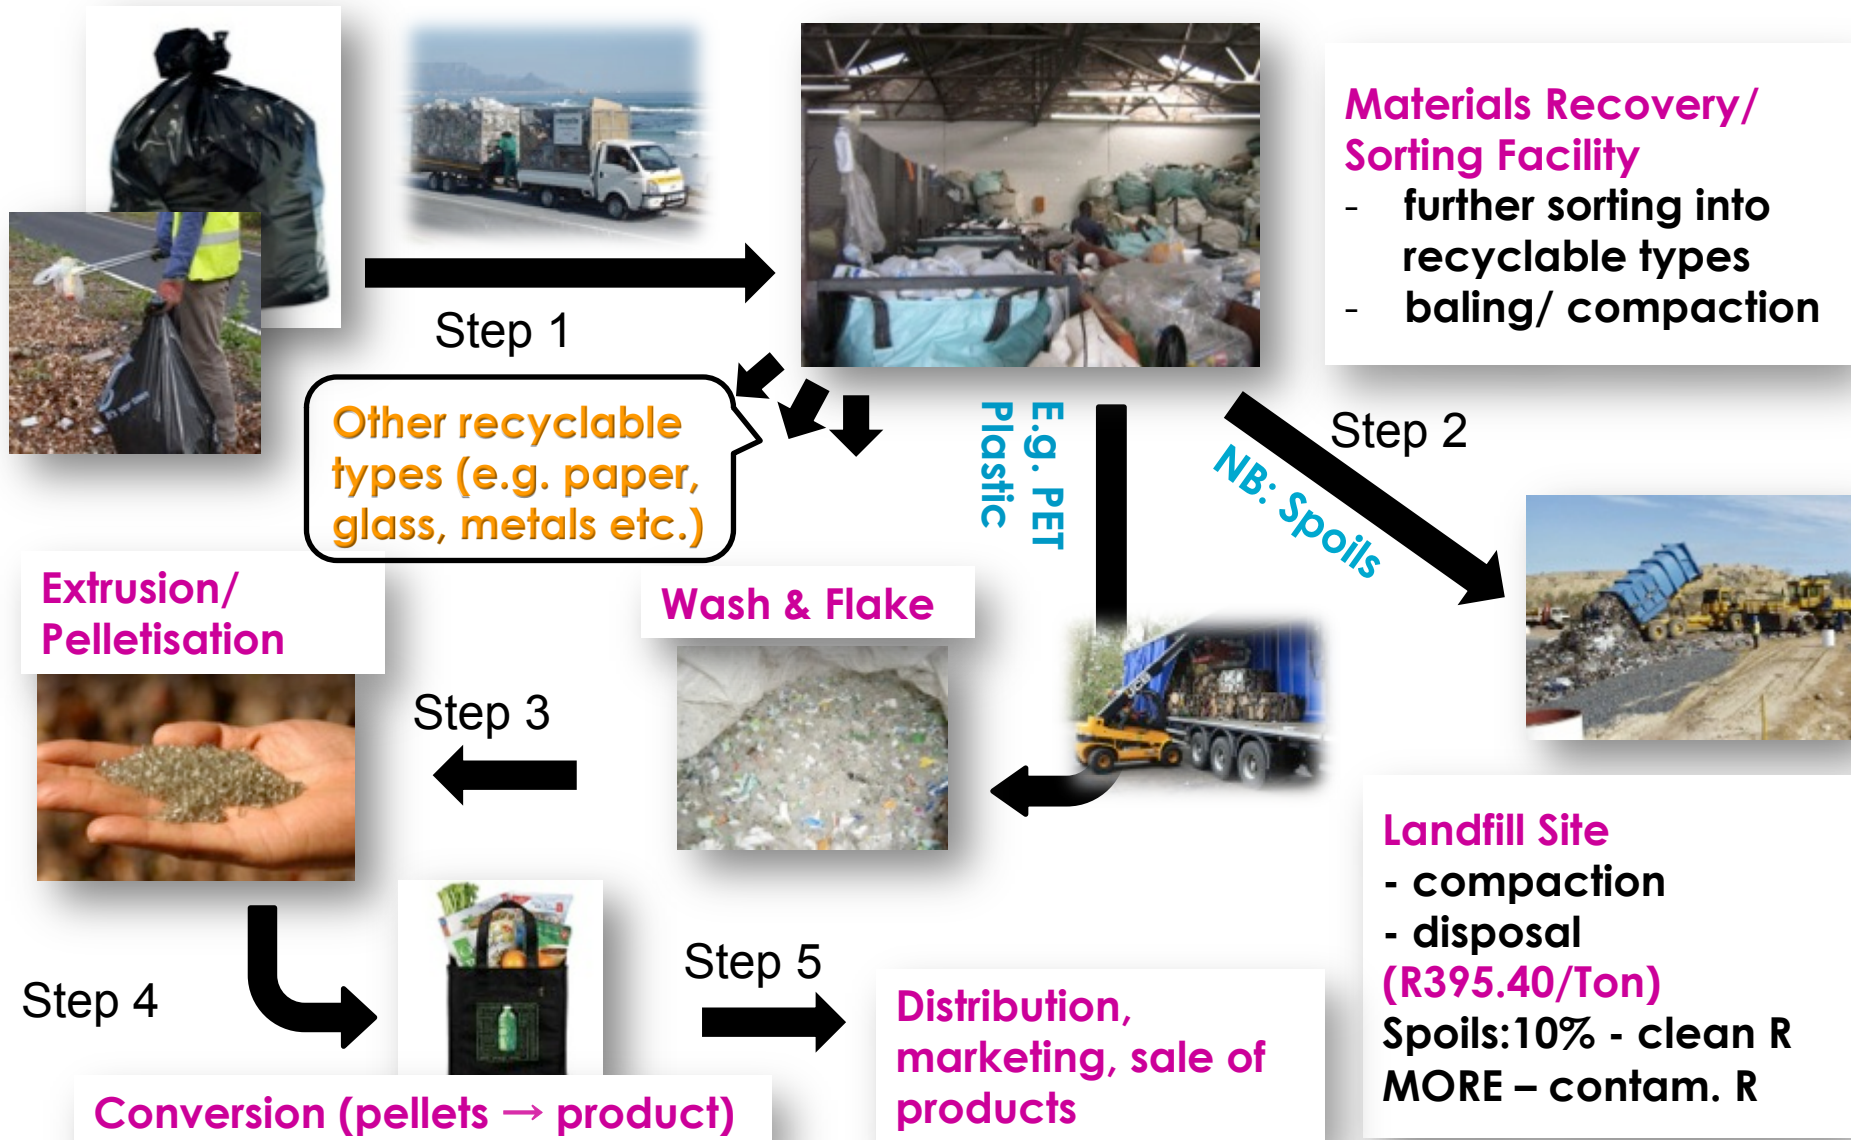 Materials Recovery/
Sorting Facility
- further sorting into
recyclable types
- baling/ compaction
Step 1
Other recyclable
types (e.g. paper,
glass, metals etc.)
E.g. PET
Plastic
Step 2
NB: Spoils
Extrusion/
Pelletisation
Wash & Flake
Step 3
JCB
Landfill Site
- compaction
- disposal
(R395.40/Ton)
Spoils:10% - clean R
MORE – contam. R
Step 4
Step 5
Conversion (pellets → product)
Distribution,
marketing, sale of
products